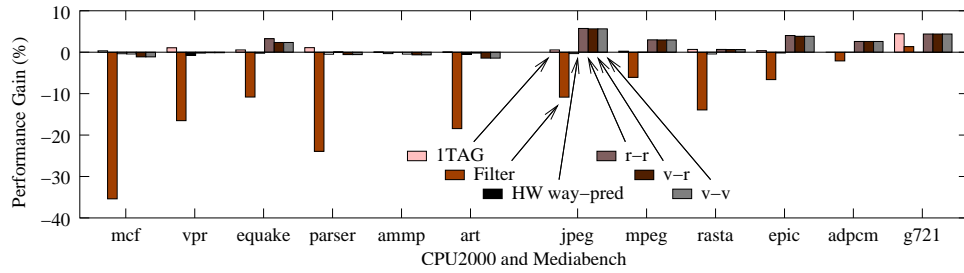 Performance Gain (%)
10
0
−10
−20
−30
−40
1TAG
Filter
HW way−pred
r−r
v−r
v−v
mcf vpr equake parser ammp art jpeg mpeg rasta epic adpcm g721
CPU2000 and Mediabench